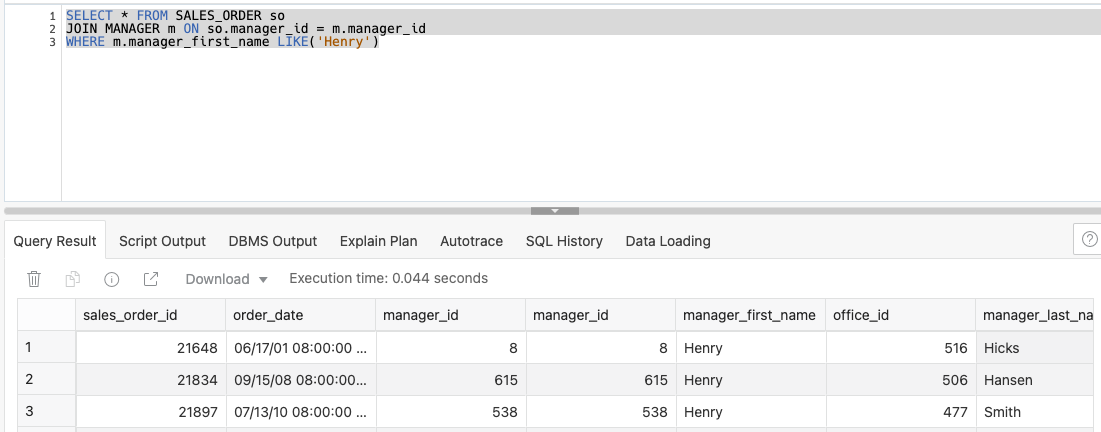 1 SELECT * FROM SALES_ORDER so
2 JOIN MANAGER m ON so.manager_id = m.manager_id
3 WHERE m.manager_first_name LIKE('Henry')
Query Result Script Output DBMS Output Explain Plan Autotrace SQL History Data Loading
Download Execution time: 0.044 seconds
sales_order_id order_date manager_id manager_id manager_first_name office_id manager_last_na
1 21648 06/17/01 08:00:00 ... 8 8 Henry 516 Hicks
2 21834 09/15/08 08:00:00... 615 615 Henry 506 Hansen
3 21897 07/13/10 08:00:00 ... 538 538 Henry 477 Smith